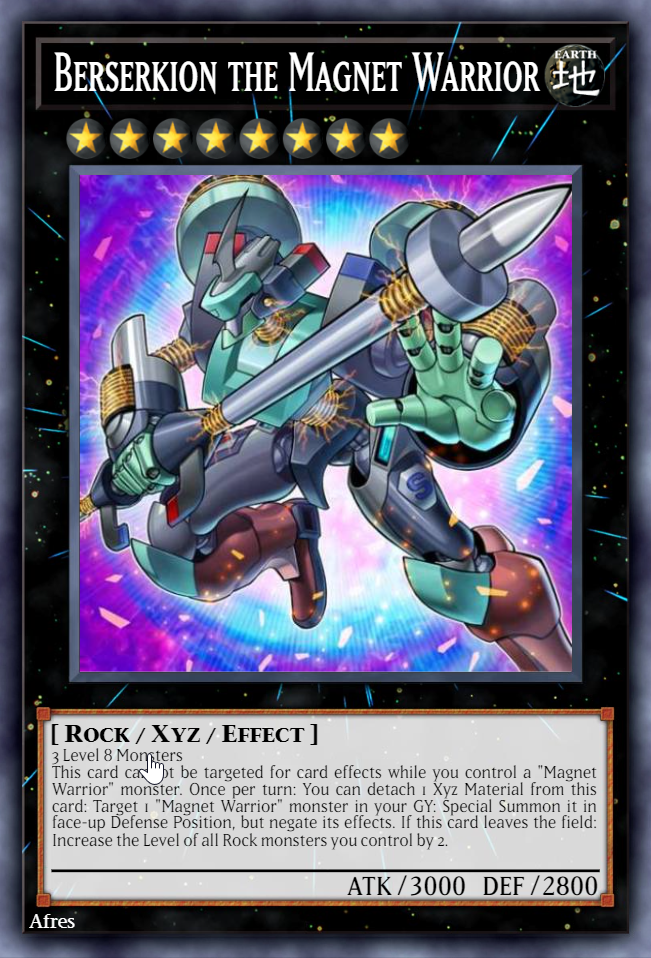 BERSERKION THE MAGNET WARRIOR
EARTH
地
[ ROCK / XYZ / EFFECT ]
3 Level 8 Monsters
This card cannot be targeted for card effects while you control a "Magnet
Warrior" monster. Once per turn: You can detach 1 Xyz Material from this
card: Target 1 "Magnet Warrior" monster in your GY: Special Summon it in
face-up Defense Position, but negate its effects. If this card leaves the field:
Increase the Level of all Rock monsters you control by 2.
ATK / 3000 DEF / 2800
Afres